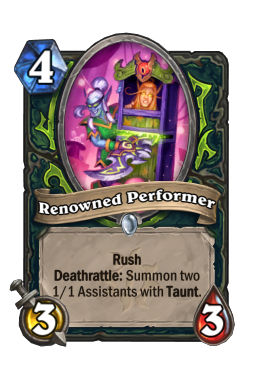 4
Renowned Performer
Rush
Deathrattle: Summon two
1/1 Assistants with Taunt.
3
3